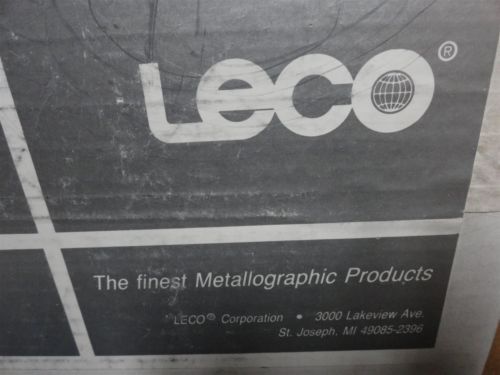 LECO®
The finest Metallographic Products
LECO® Corporation • 3000 Lakeview Ave.
St. Joseph, MI 49085-2396